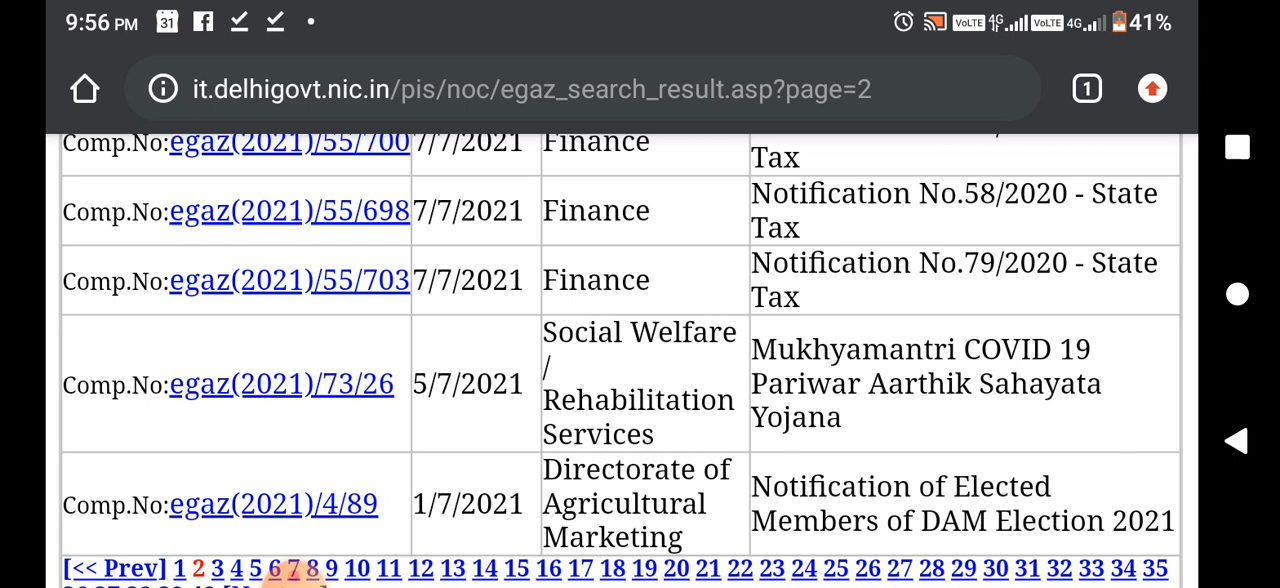 9:56 PM 31 VoLTE 4G VoLTE 4G 41%
it.delhigovt.nic.in/pis/noc/egaz_search_result.asp?page=2 1
Comp.No:egaz(2021)/55/700 7/7/2021 Finance Tax
Comp.No:egaz(2021)/55/698 7/7/2021 Finance Notification No.58/2020 - State
Tax
Comp.No:egaz(2021)/55/703 7/7/2021 Finance Notification No.79/2020 - State
Tax
Comp.No:egaz(2021)/73/26 5/7/2021
Social Welfare
/
Rehabilitation
Services
Mukhyamantri COVID 19
Pariwar Aarthik Sahayata
Yojana
Comp.No:egaz(2021)/4/89 1/7/2021
Directorate of
Agricultural
Marketing
Notification of Elected
Members of DAM Election 2021
[<< Prev] 1 2 3 4 5 6 7 8 9 10 11 12 13 14 15 16 17 18 19 20 21 22 23 24 25 26 27 28 29 30 31 32 33 34 35